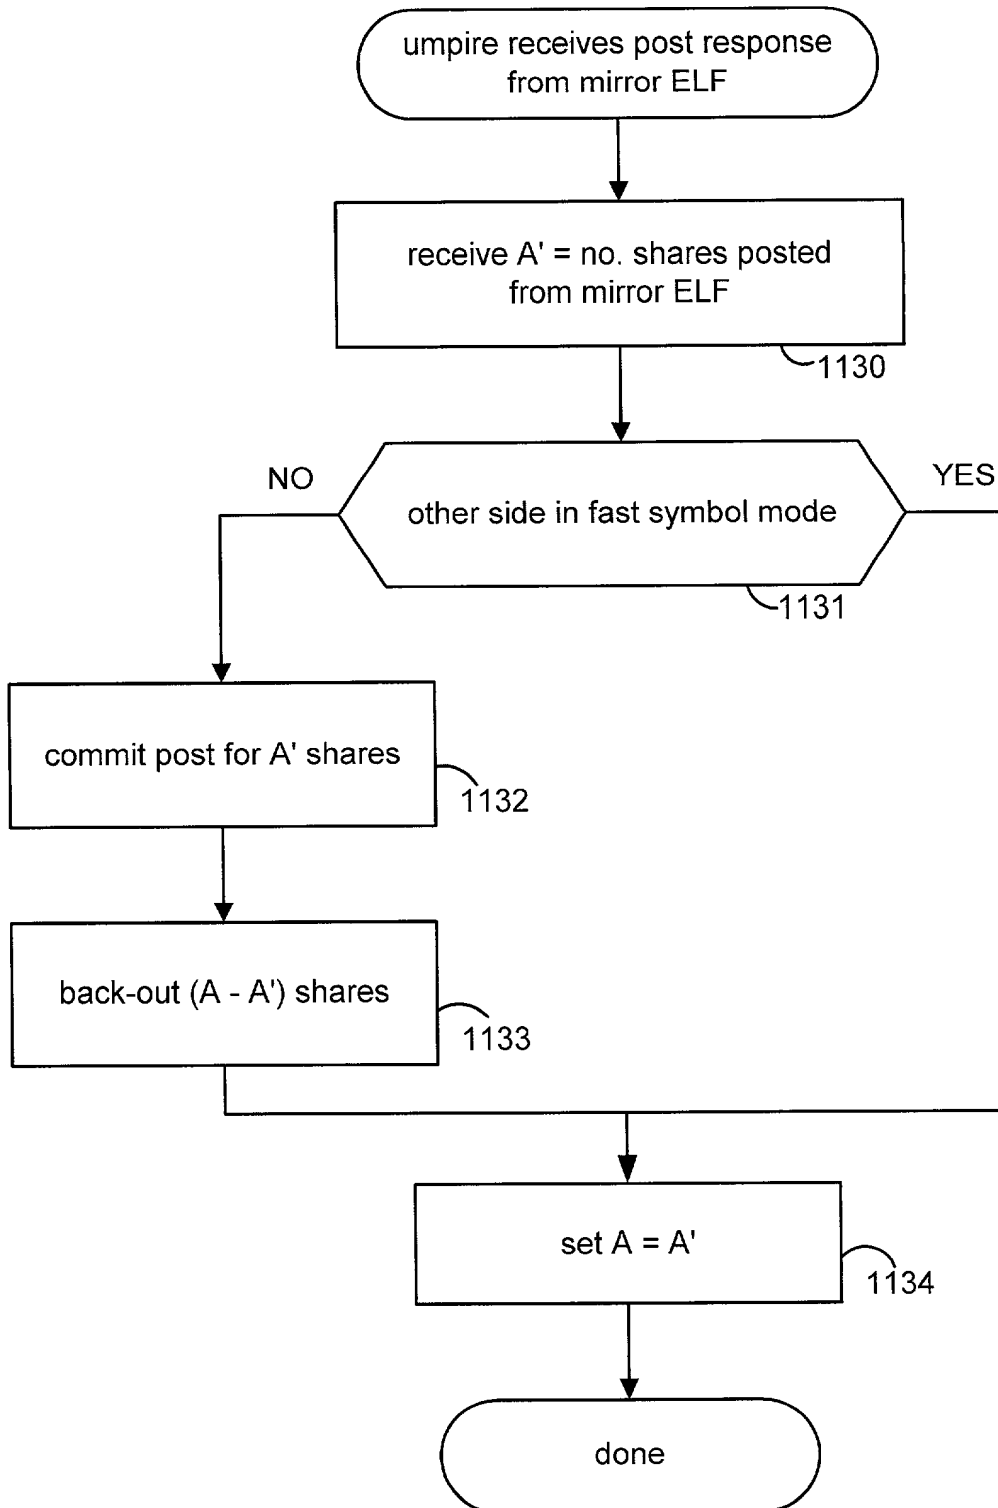 umpire receives post response
from mirror ELF
receive A' = no. shares posted
from mirror ELF
1130
NO
YES
other side in fast symbol mode
1131
commit post for A' shares
1132
back-out (A - A') shares
1133
set A = A'
1134
done